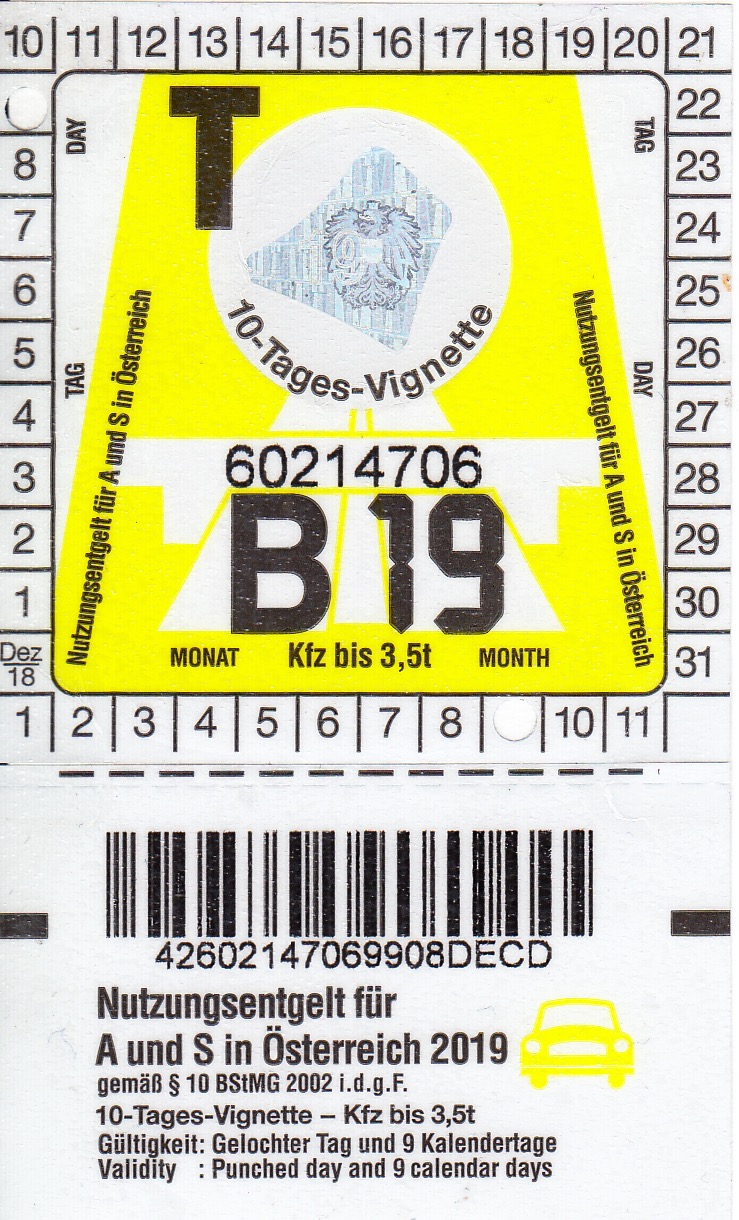 10 11 12 13 14 15 16 17 18 19 20 21
22
8 23
7 24
6 25
5 26
4 27
3 28
2 29
1 30
Dez
18
31
1 2 3 4 5 6 7 8 10 11
DAY
TAG
TAG
DAY
T
10-Tages-Vignette
Nutzungsentgelt für A und S in Österreich
Nutzungsentgelt für A und S in Österreich
60214706
B 19
MONAT Kfz bis 3,5t MONTH
42602147069908DECD
Nutzungsentgelt für
A und S in Österreich 2019
gemäß § 10 BStMG 2002 i.d.g.F.
10-Tages-Vignette – Kfz bis 3,5t
Gültigkeit: Gelochter Tag und 9 Kalendertage
Validity : Punched day and 9 calendar days